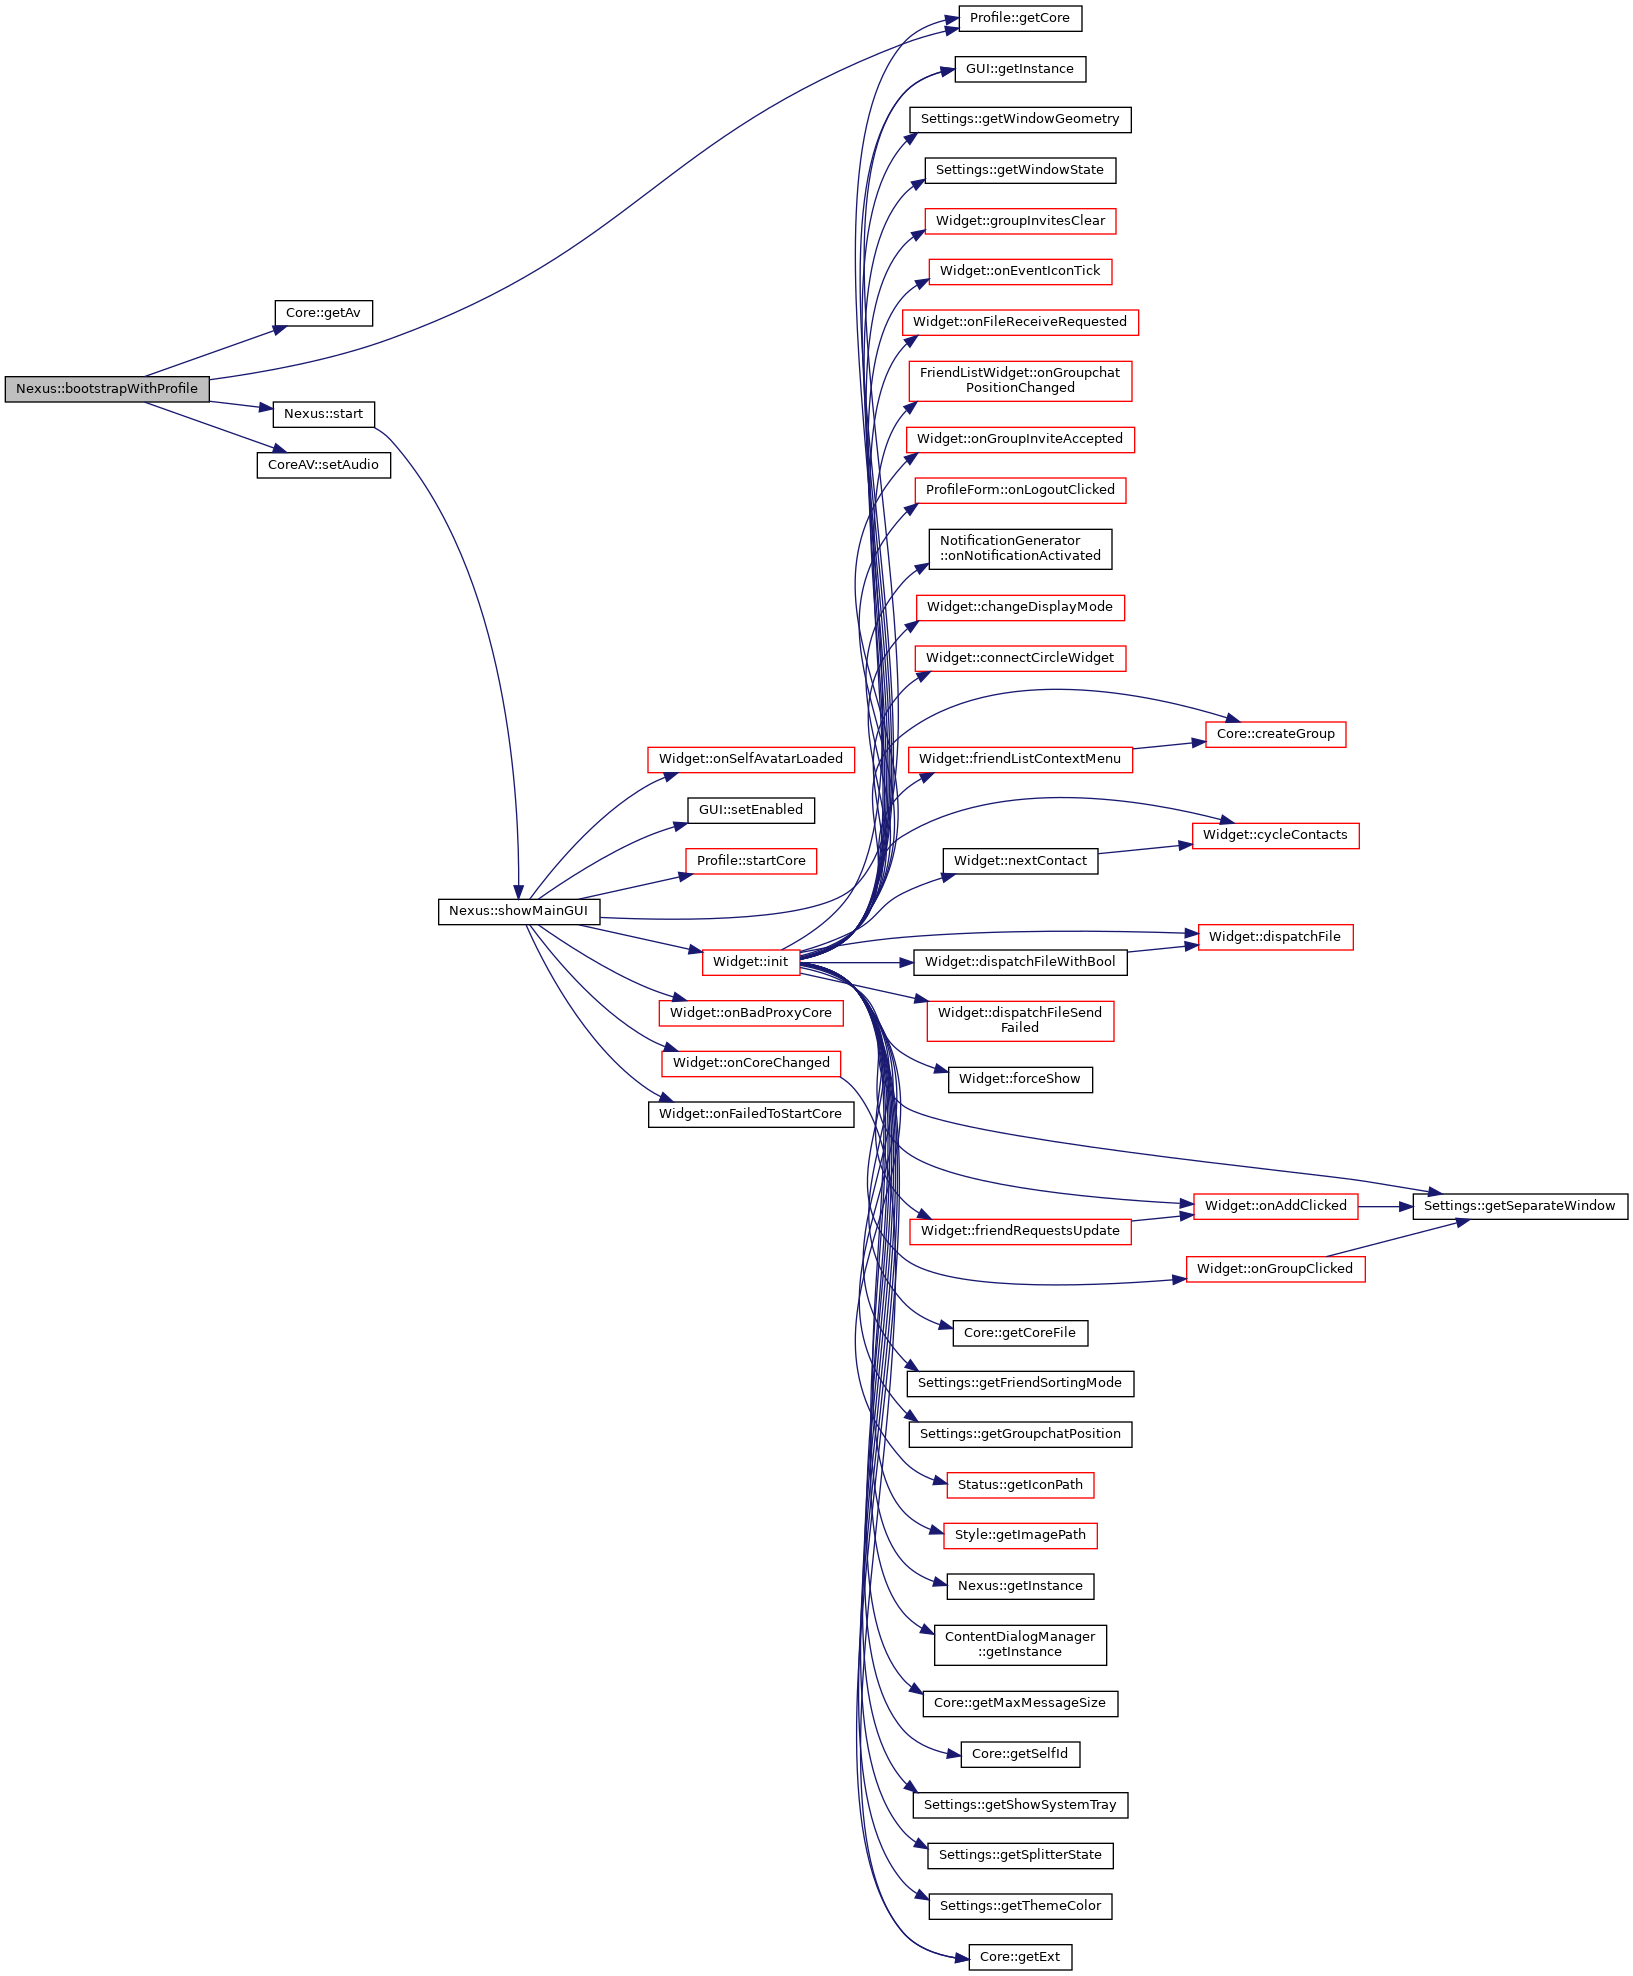 Nexus::bootstrapWithProfile
Core::getAv
Nexus::start
CoreAV::setAudio
Nexus::showMainGUI
Widget::onSelfAvatarLoaded
GUI::setEnabled
Profile::startCore
Widget::init
Widget::onBadProxyCore
Widget::onCoreChanged
Widget::onFailedToStartCore
Profile::getCore
GUI::getInstance
Settings::getWindowGeometry
Settings::getWindowState
Widget::groupInvitesClear
Widget::onEventIconTick
Widget::onFileReceiveRequested
FriendListWidget::onGroupchat
PositionChanged
Widget::onGroupInviteAccepted
ProfileForm::onLogoutClicked
NotificationGenerator
::onNotificationActivated
Widget::changeDisplayMode
Widget::connectCircleWidget
Core::createGroup
Widget::friendListContextMenu
Widget::cycleContacts
Widget::nextContact
Widget::dispatchFile
Widget::dispatchFileWithBool
Widget::dispatchFileSend
Failed
Widget::forceShow
Widget::onAddClicked
Settings::getSeparateWindow
Widget::friendRequestsUpdate
Widget::onGroupClicked
Core::getCoreFile
Settings::getFriendSortingMode
Settings::getGroupchatPosition
Status::getIconPath
Style::getImagePath
Nexus::getInstance
ContentDialogManager
::getInstance
Core::getMaxMessageSize
Core::getSelfId
Settings::getShowSystemTray
Settings::getSplitterState
Settings::getThemeColor
Core::getExt